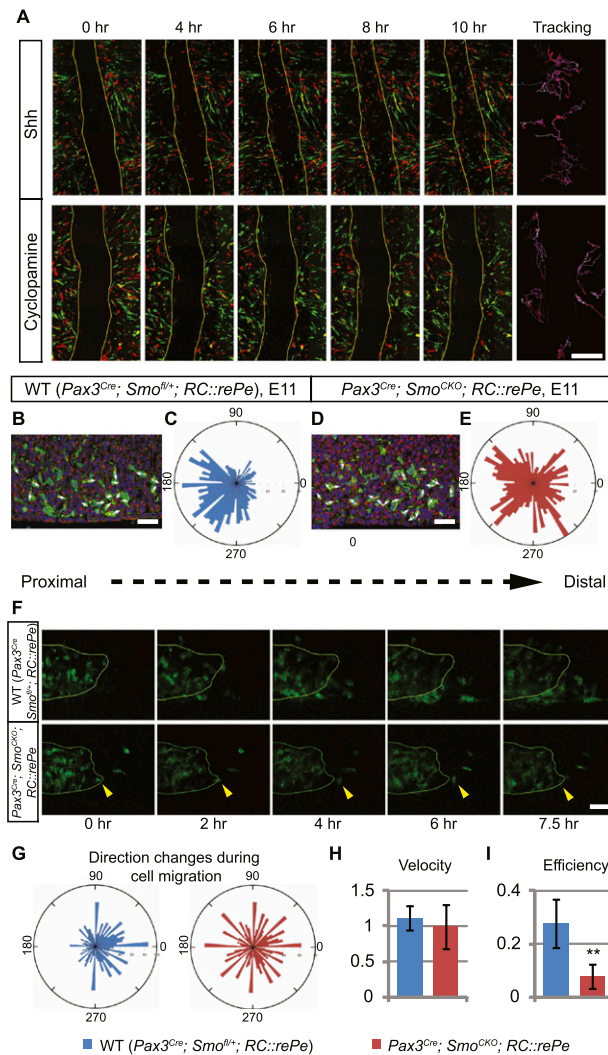 A
0 hr 4 hr 6 hr 8 hr 10 hr Tracking
Shh
Cyclopamine
WT (Pax3Cre; Smofl/+; RC::rePe), E11 Pax3Cre; SmoCKO; RC::rePe, E11
B C D E
90 90
180 0 180 0
270 0 270
Proximal Distal
F
WT (Pax3Cre; Smofl/+; RC::rePe)
Pax3Cre; SmoCKO; RC::rePe
0 hr 2 hr 4 hr 6 hr 7.5 hr
G Direction changes during cell migration
90 90
180 0 180 0
270 270
H Velocity
1.5
1
0.5
0
I Efficiency
0.4
0.2
0
**
WT (Pax3Cre; Smofl/+; RC::rePe) Pax3Cre; SmoCKO; RC::rePe